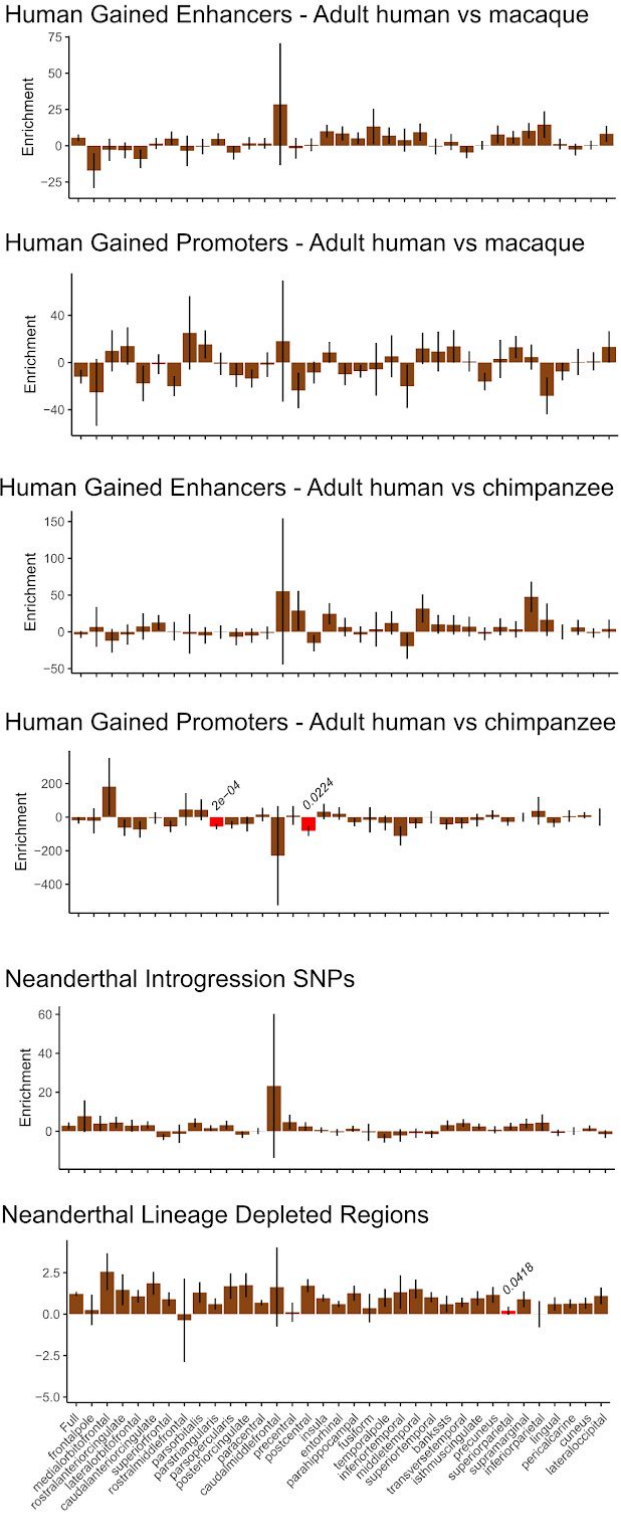 Human Gained Enhancers - Adult human vs macaque
75
50
25
0
−25
Enrichment
Human Gained Promoters - Adult human vs macaque
40
0
−40
Enrichment
Human Gained Enhancers - Adult human vs chimpanzee
150
100
50
0
−50
Enrichment
Human Gained Promoters - Adult human vs chimpanzee
200
0
−200
−400
Enrichment
2e−04
0.0224
Neanderthal Introgression SNPs
60
40
20
0
Enrichment
Neanderthal Lineage Depleted Regions
2.5
0.0
−2.5
−5.0
Enrichment
0.0418
Full
frontalpole
medialorbitofrontal
rostralanteriorcingulate
lateralorbitofrontal
caudalanteriorcingulate
superiorfrontal
rostralmiddlefrontal
parsorbitalis
parstriangularis
parsopercularis
posteriorcingulate
paracentral
caudalmiddlefrontal
precentral
postcentral
insula
entorhinal
parahippocampal
fusiform
temporalpole
inferiortemporal
middletemporal
superiortemporal
bankssts
transversetemporal
isthmuscingulate
precuneus
superiorparietal
supramarginal
inferiorparietal
lingual
pericalcarine
cuneus
lateraloccipital